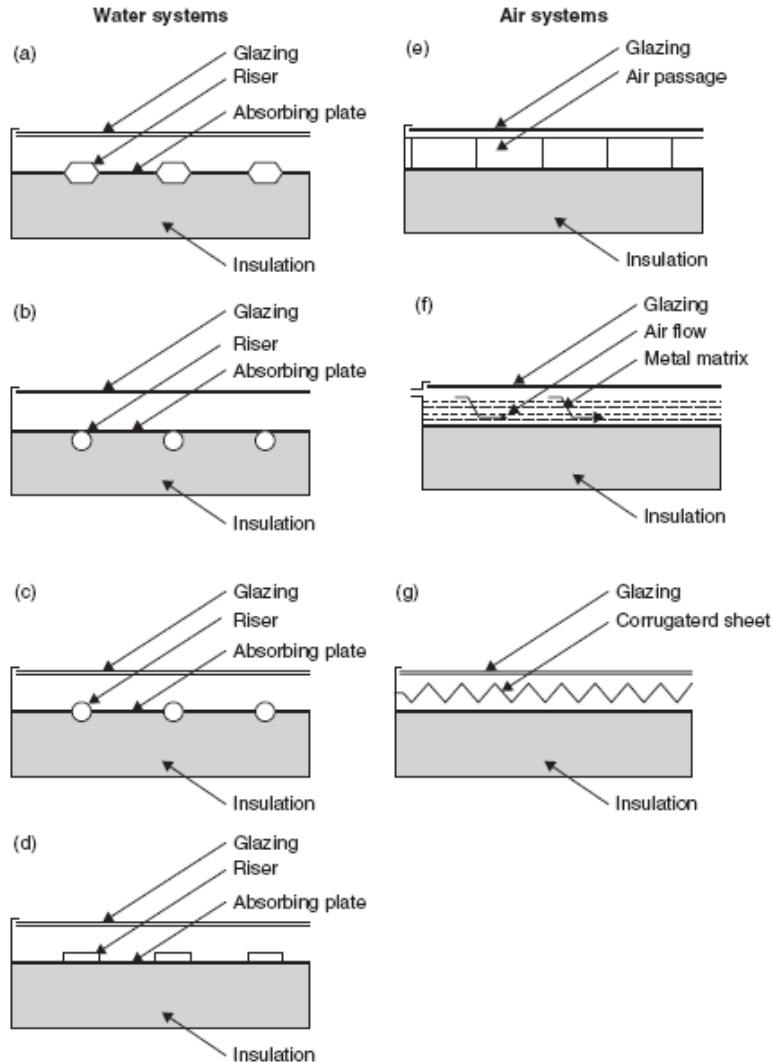 Water systems
(a)
Glazing
Riser
Absorbing plate
Insulation
(b)
Glazing
Riser
Absorbing plate
Insulation
(c)
Glazing
Riser
Absorbing plate
Insulation
(d)
Glazing
Riser
Absorbing plate
Insulation
Air systems
(e)
Glazing
Air passage
Insulation
(f)
Glazing
Air flow
Metal matrix
Insulation
(g)
Glazing
Corrugaterd sheet
Insulation